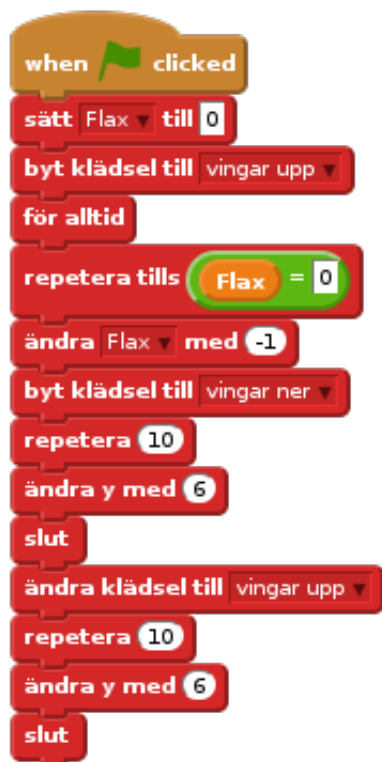 when clicked
sätt Flax till 0
byt klädsel till vingar upp
för alltid
repetera tills Flax = 0
ändra Flax med -1
byt klädsel till vingar ner
repetera 10
ändra y med 6
slut
ändra klädsel till vingar upp
repetera 10
ändra y med 6
slut